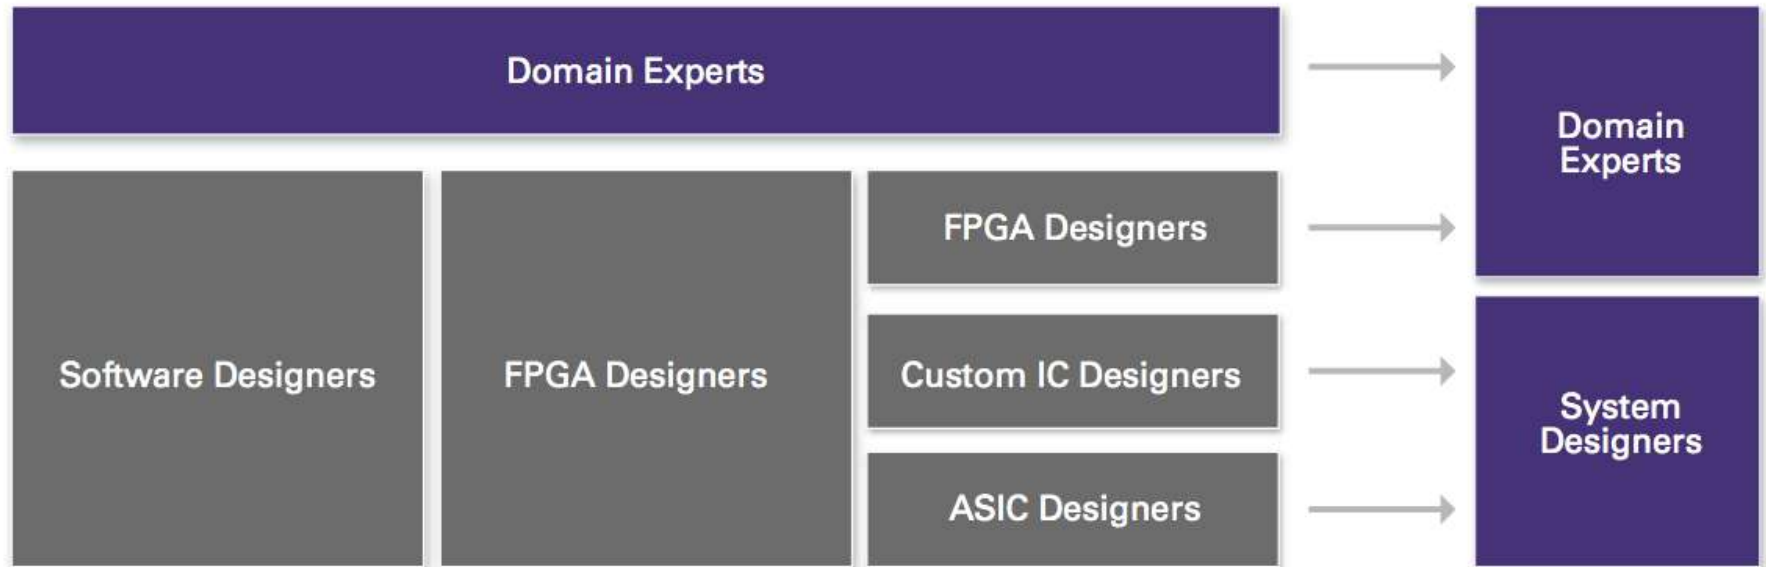 Domain Experts
Domain
Experts
FPGA Designers
Software Designers
FPGA Designers
Custom IC Designers
System
Designers
ASIC Designers